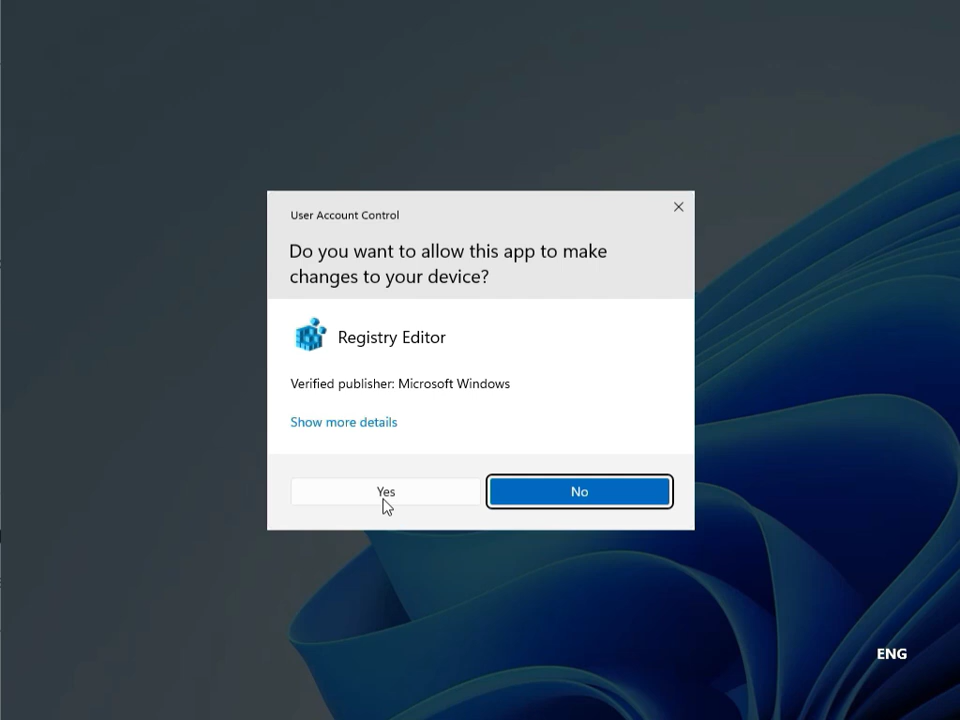 User Account Control
Do you want to allow this app to make
changes to your device?
Registry Editor
Verified publisher: Microsoft Windows
Show more details
Yes
No
ENG